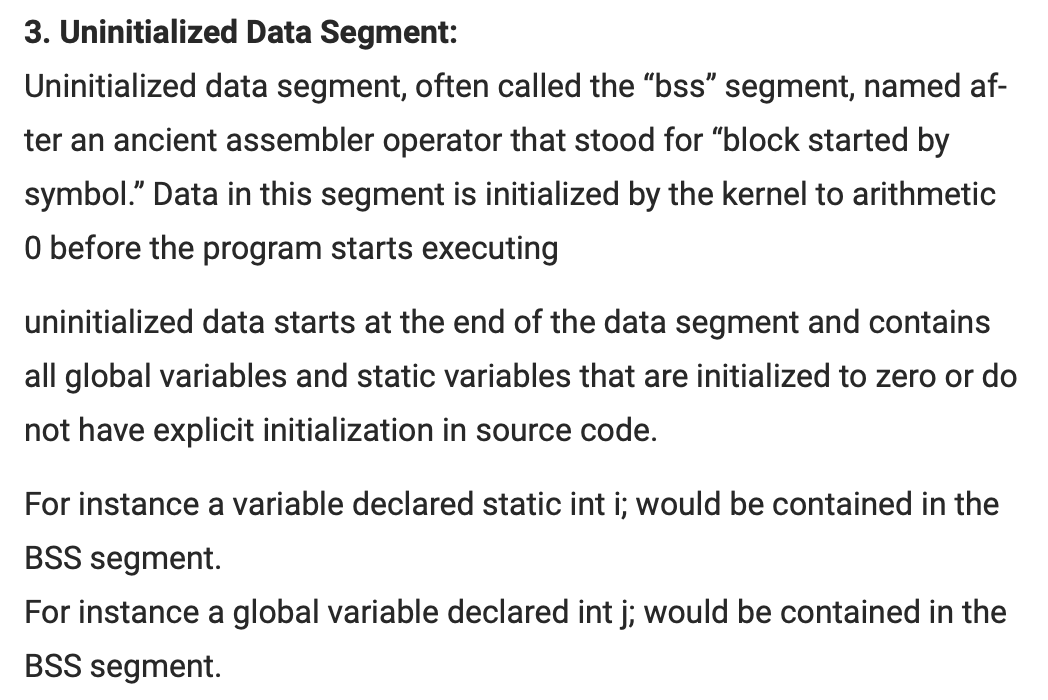 3. Uninitialized Data Segment:
Uninitialized data segment, often called the “bss” segment, named af-
ter an ancient assembler operator that stood for “block started by
symbol.” Data in this segment is initialized by the kernel to arithmetic
0 before the program starts executing
uninitialized data starts at the end of the data segment and contains
all global variables and static variables that are initialized to zero or do
not have explicit initialization in source code.
For instance a variable declared static int i; would be contained in the
BSS segment.
For instance a global variable declared int j; would be contained in the
BSS segment.